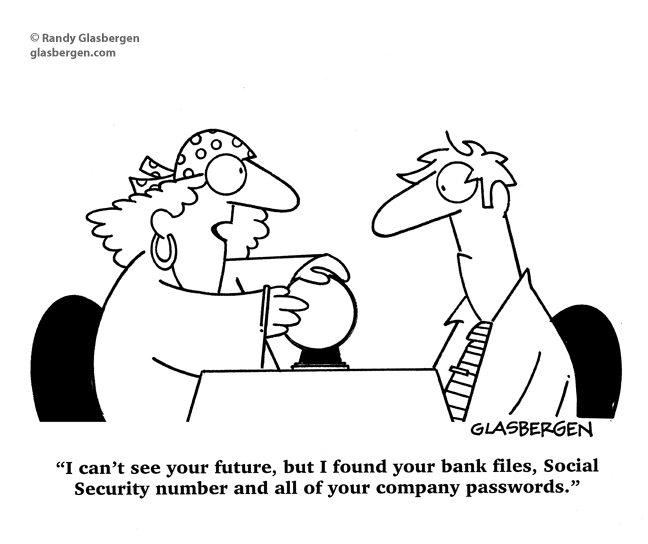 © Randy Glasbergen
glasbergen.com
GLASBERGEN
“I can’t see your future, but I found your bank files, Social
Security number and all of your company passwords.”